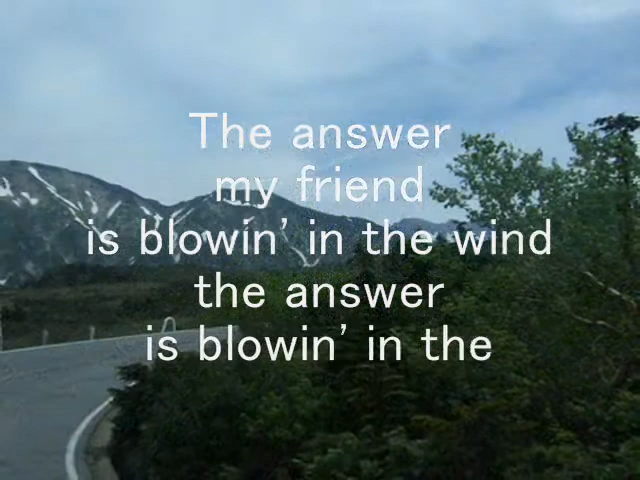 The answer
my friend
is blowin' in the wind
the answer
is blowin' in the